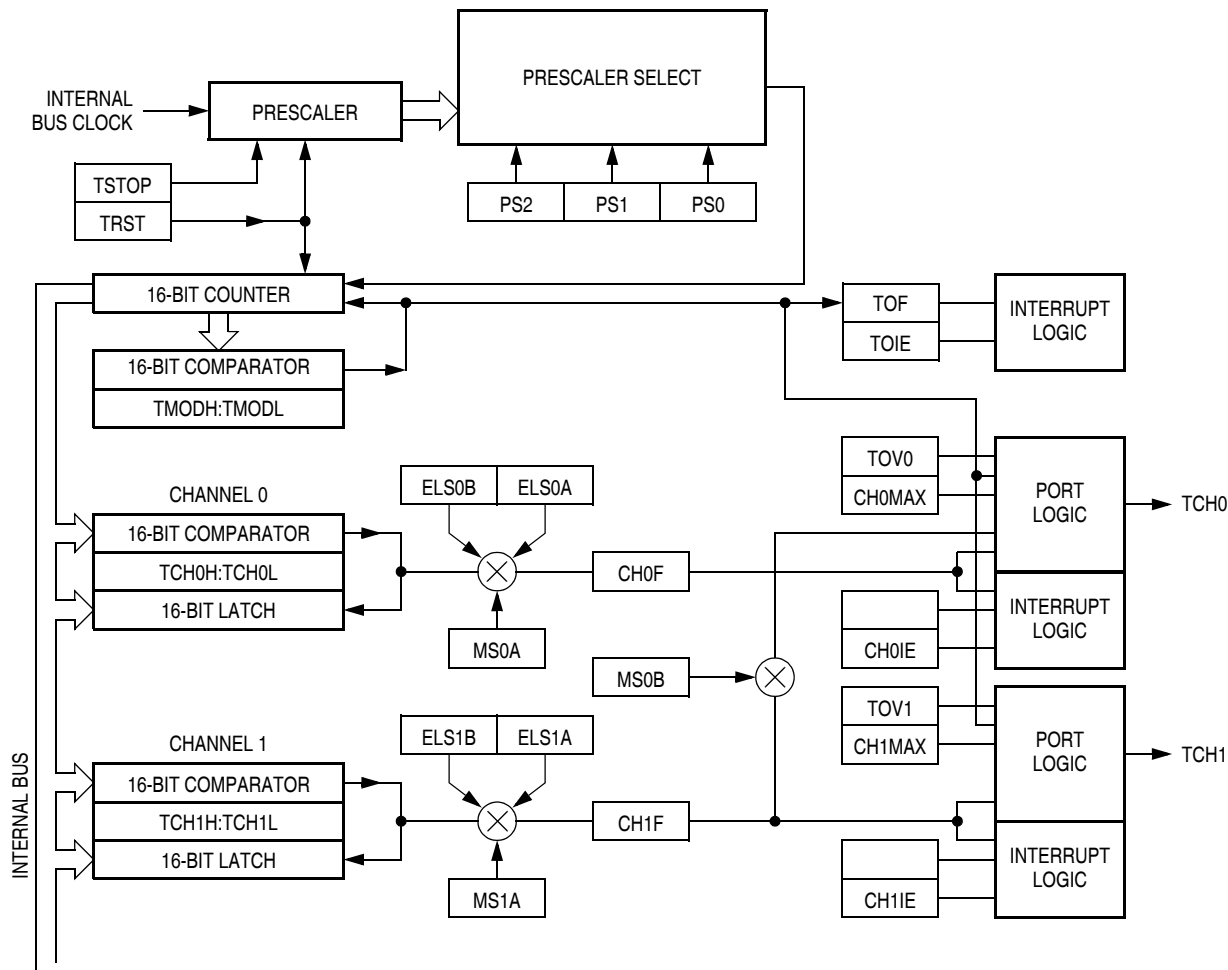 PRESCALER SELECT
INTERNAL
BUS CLOCK
PRESCALER
TSTOP
TRST
PS2
PS1
PS0
16-BIT COUNTER
TOF
TOIE
INTERRUPT
LOGIC
16-BIT COMPARATOR
TMODH:TMODL
CHANNEL 0
16-BIT COMPARATOR
TCH0H:TCH0L
16-BIT LATCH
ELS0B
ELS0A
MS0A
CH0F
TOV0
CH0MAX
PORT
LOGIC
TCH0
INTERRUPT
LOGIC
CH0IE
MS0B
CHANNEL 1
16-BIT COMPARATOR
TCH1H:TCH1L
16-BIT LATCH
ELS1B
ELS1A
MS1A
CH1F
TOV1
CH1MAX
PORT
LOGIC
TCH1
INTERRUPT
LOGIC
CH1IE
INTERNAL BUS